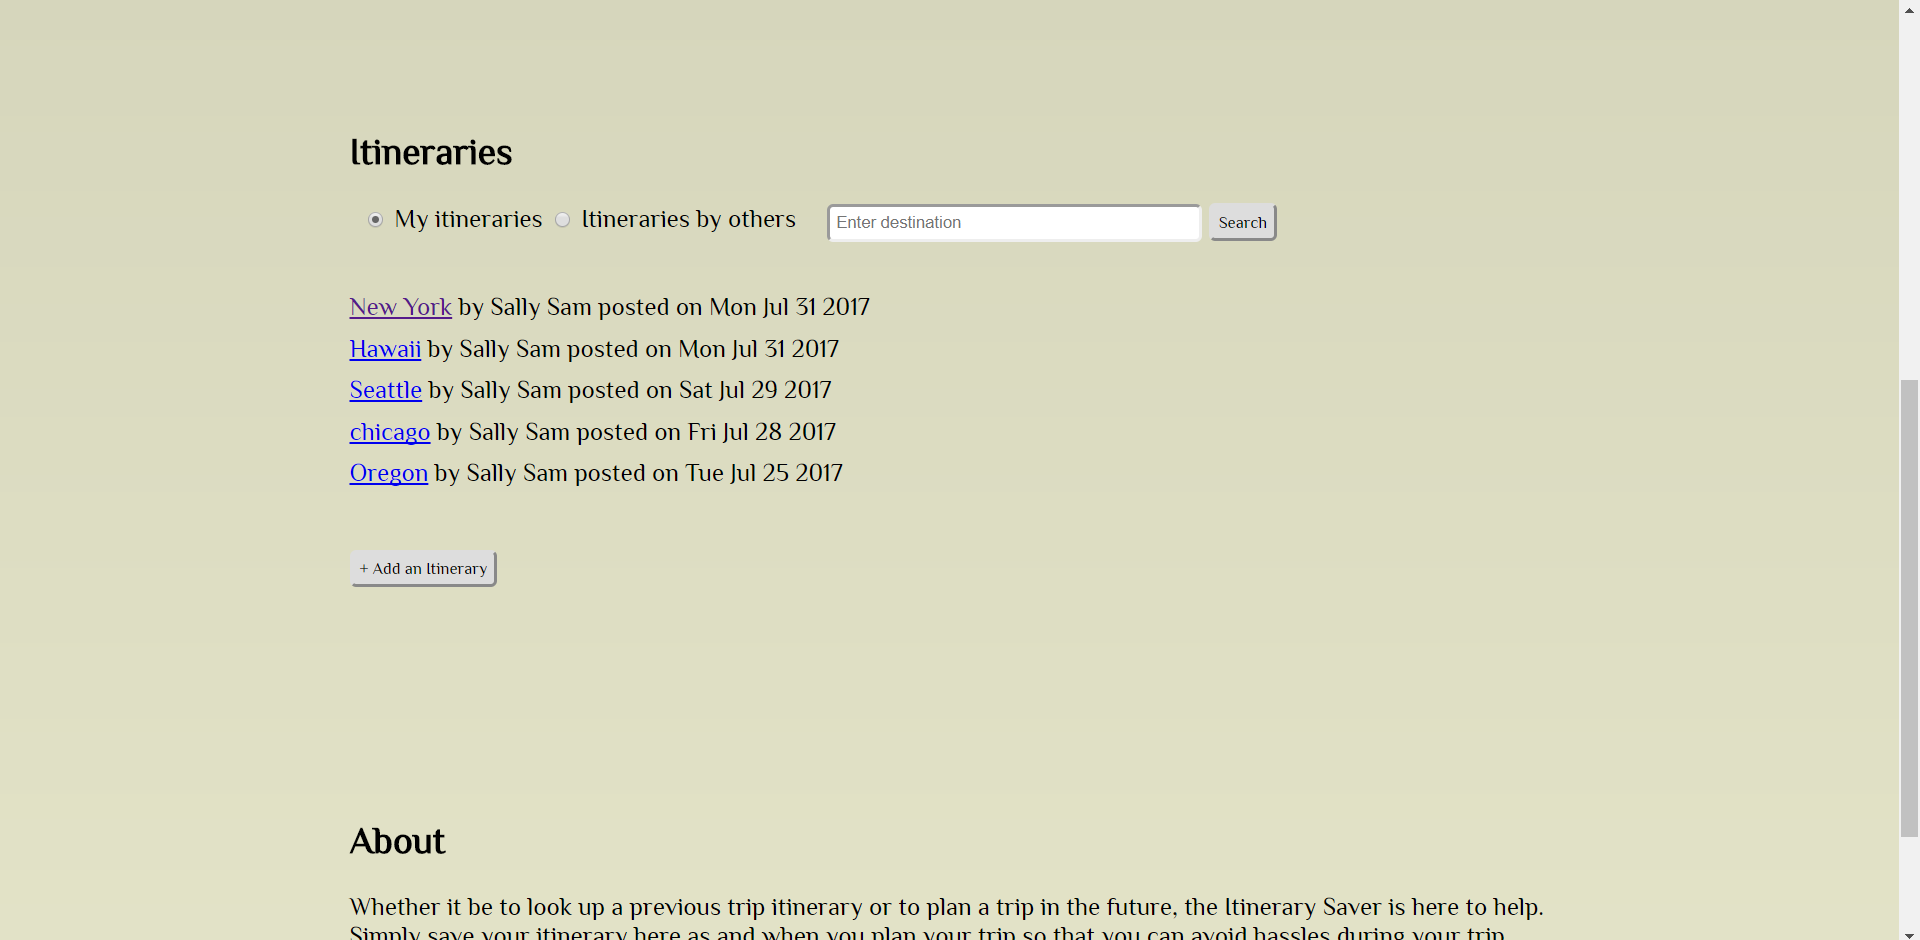 Itineraries
My itineraries Itineraries by others Enter destination Search
New York by Sally Sam posted on Mon Jul 31 2017
Hawaii by Sally Sam posted on Mon Jul 31 2017
Seattle by Sally Sam posted on Sat Jul 29 2017
chicago by Sally Sam posted on Fri Jul 28 2017
Oregon by Sally Sam posted on Tue Jul 25 2017
+ Add an Itinerary
About
Whether it be to look up a previous trip itinerary or to plan a trip in the future, the Itinerary Saver is here to help.
Simply save your itinerary here as and when you plan your trip so that you can avoid hassles during your trip.